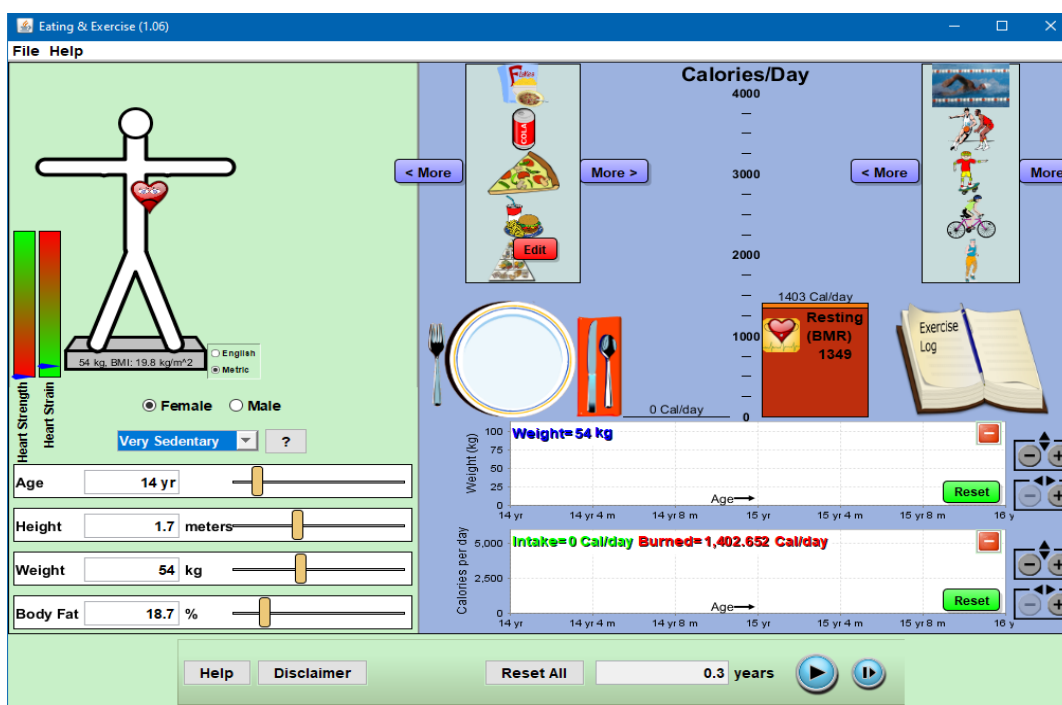 Eating & Exercise (1.06)
File Help
Calories/Day
4000
3000
2000
1000
0
< More
More >
< More
More
Flakes
COLA
Edit
1403 Cal/day
Resting
(BMR)
1349
0 Cal/day
Exercise
Log
Heart Strength
Heart Strain
54 kg, BMI: 19.8 kg/m^2
English
Metric
Female Male
Very Sedentary ?
Age 14 yr
Height 1.7 meters
Weight 54 kg
Body Fat 18.7 %
Weight (kg)
100
75
50
25
0
Weight= 54 kg
Age
Reset
14 yr 14 yr 4 m 14 yr 8 m 15 yr 15 yr 4 m 15 yr 8 m 16 y
Calories per day
5,000
2,500
0
Intake= 0 Cal/day Burned= 1,402.652 Cal/day
Age
Reset
14 yr 14 yr 4 m 14 yr 8 m 15 yr 15 yr 4 m 15 yr 8 m 16 y
Help Disclaimer Reset All 0.3 years